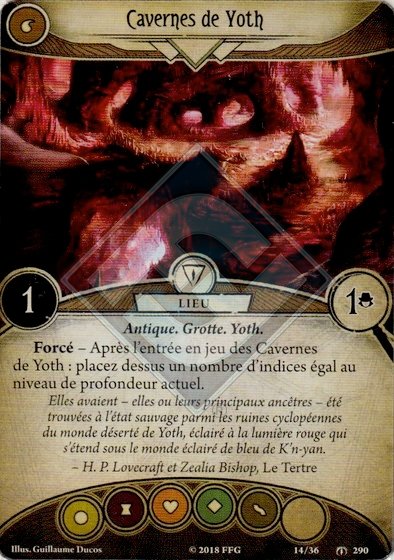 Cavernes de Yoth
1
LIEU
1
Antique. Grotte. Yoth.
Forcé – Après l'entrée en jeu des Cavernes
de Yoth : placez dessus un nombre d'indices égal au
niveau de profondeur actuel.
Elles avaient – elles ou leurs principaux ancêtres – été
trouvées à l'état sauvage parmi les ruines cyclopéennes
du monde déserté de Yoth, éclairé à la lumière rouge qui
s'étend sous le monde éclairé de bleu de K'n-yan.
– H. P. Lovecraft et Zealia Bishop, Le Tertre
Illus. Guillaume Ducos
© 2018 FFG
14/36
290